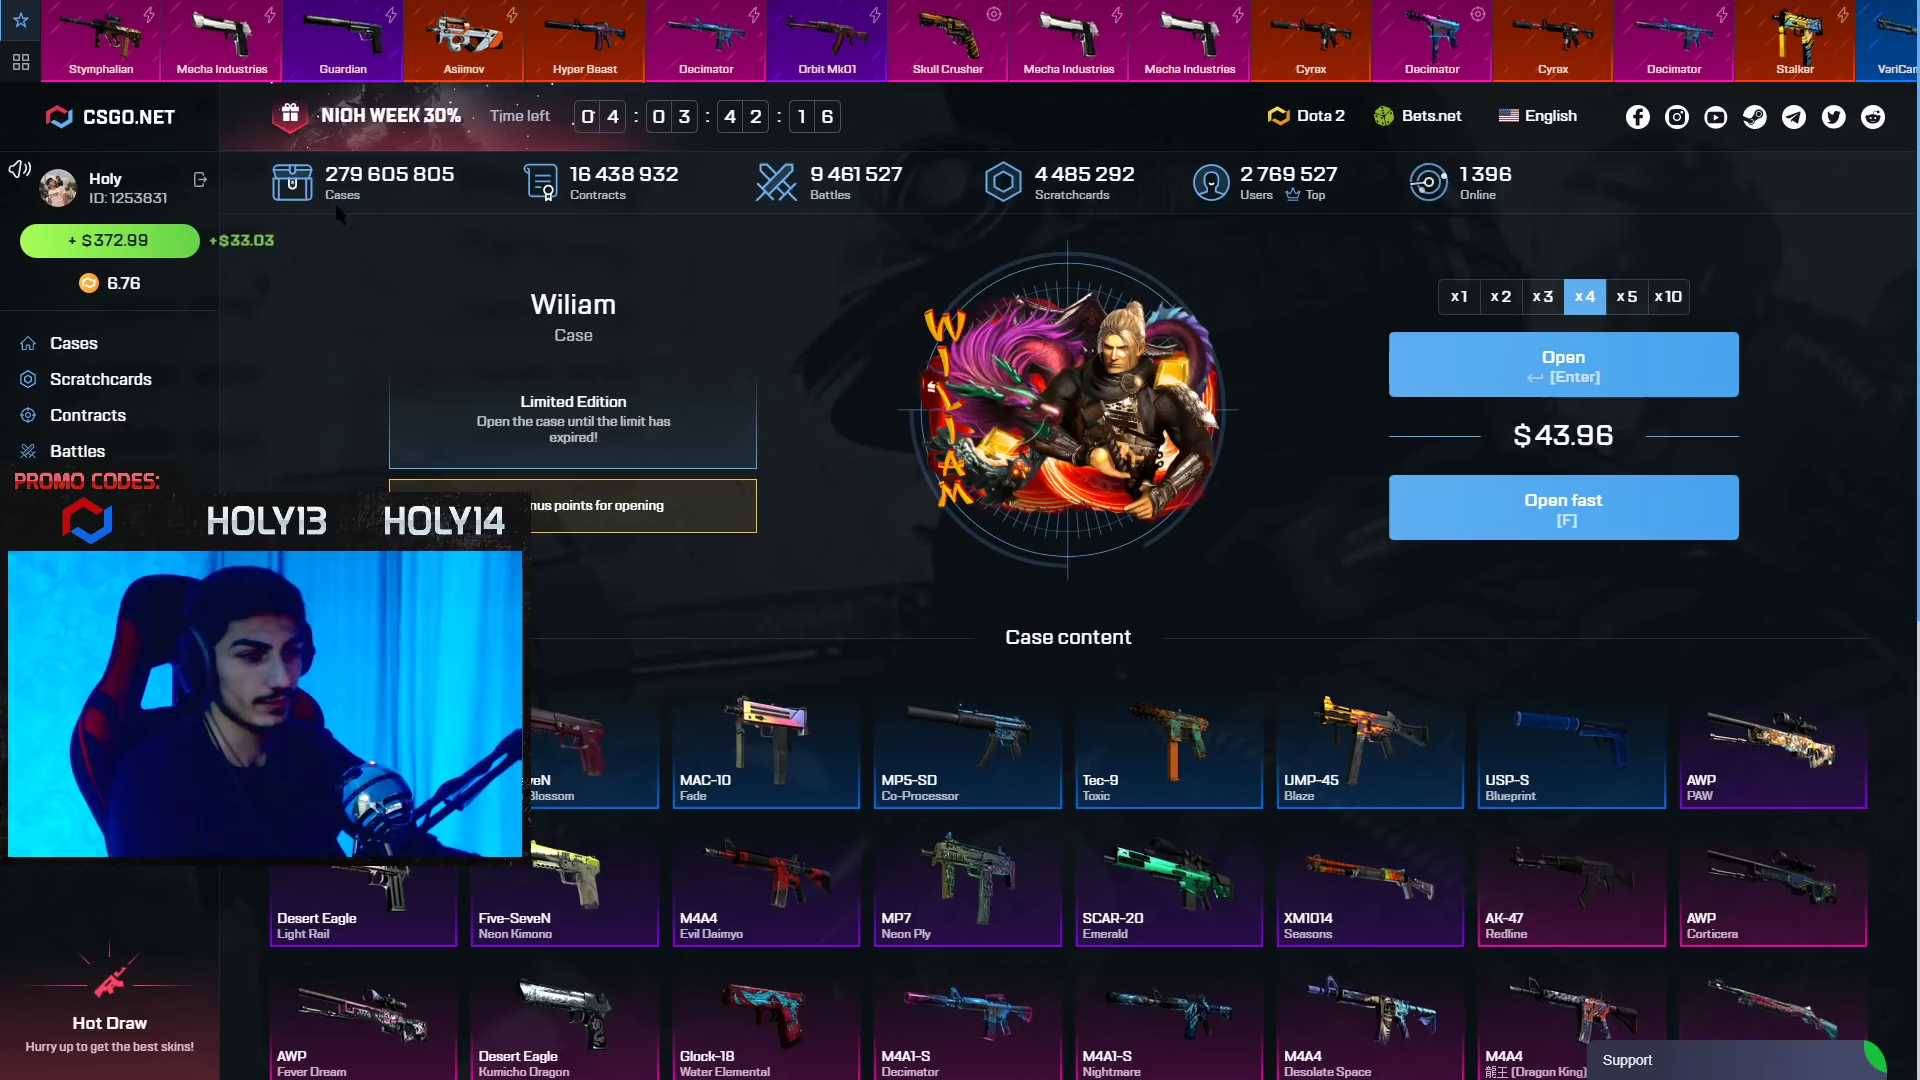 Stymphalian
Mecha Industries
Guardian
Asiimov
Hyper Beast
Decimator
Orbit Mk01
Skull Crusher
Mecha Industries
Mecha Industries
Cyrex
Decimator
Cyrex
Decimator
Stalker
VariCam
CSGO.NET
NIOH WEEK 30%
Time left
04 : 03 : 42 : 16
Dota 2
Bets.net
English
Holy
ID: 1253831
279 605 805
Cases
16 438 932
Contracts
9 461 527
Battles
4 485 292
Scratchcards
2 769 527
Users
Top
1 396
Online
+ $372.99
+$33.03
6.76
Cases
Scratchcards
Contracts
Battles
Wiliam
Case
Limited Edition
Open the case until the limit has
expired!
nus points for opening
WILIAM
x1 x2 x3 x4 x5 x10
Open
[Enter]
$43.96
Open fast
[F]
PROMO CODES:
HOLY13
HOLY14
Case content
veN
Blossom
MAC-10
Fade
MP5-SD
Co-Processor
Tec-9
Toxic
UMP-45
Blaze
USP-S
Blueprint
AWP
PAW
Desert Eagle
Light Rail
Five-SeveN
Neon Kimono
M4A4
Evil Daimyo
MP7
Neon Ply
SCAR-20
Emerald
XM1014
Seasons
AK-47
Redline
AWP
Corticera
AWP
Fever Dream
Desert Eagle
Kumicho Dragon
Glock-18
Water Elemental
M4A1-S
Decimator
M4A1-S
Nightmare
M4A4
Desolate Space
M4A4
龍王 (Dragon King)
Hot Draw
Hurry up to get the best skins!
Support